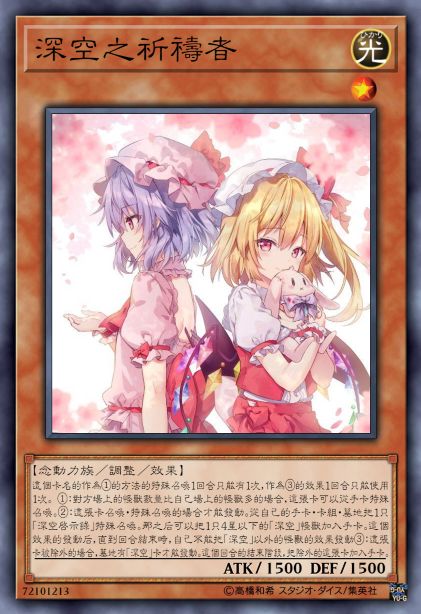 深空之祈禱者
ひかり
光
【念動力族／調整／效果】
這個卡名的作為①的方法的特殊召喚1回合只能有1次，作為③的效果1回合只能使用
1次。①：對方場上的怪獸數量比自己場上的怪獸多的場合，這張卡可以從手卡特殊
召喚。②：這張卡召喚‧特殊召喚的場合才能發動。從自己的手卡‧卡組‧墓地把1只
「深空啓示錄」特殊召喚。那之後可以把1只4星以下的「深空」怪獸加入手卡。這個
效果的發動后，直到回合結束時，自己不能把「深空」以外的怪獸的效果發動③：這張
卡被除外的場合，墓地有「深空」卡才能發動。這個回合的結束階段，把除外的這張卡加入手卡。
ATK／1500 DEF／1500
72101213
©高橋和希 スタジオ・ダイス/集英社